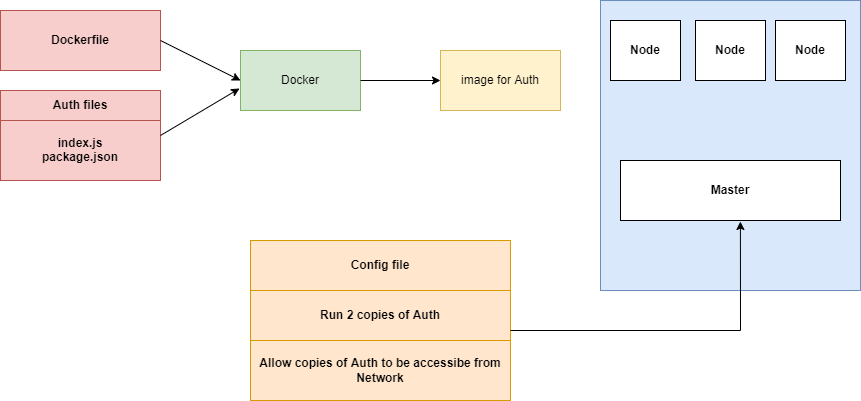 Dockerfile
Auth files
index.js
package.json
Docker
image for Auth
Node
Node
Node
Master
Config file
Run 2 copies of Auth
Allow copies of Auth to be accessibe from
Network